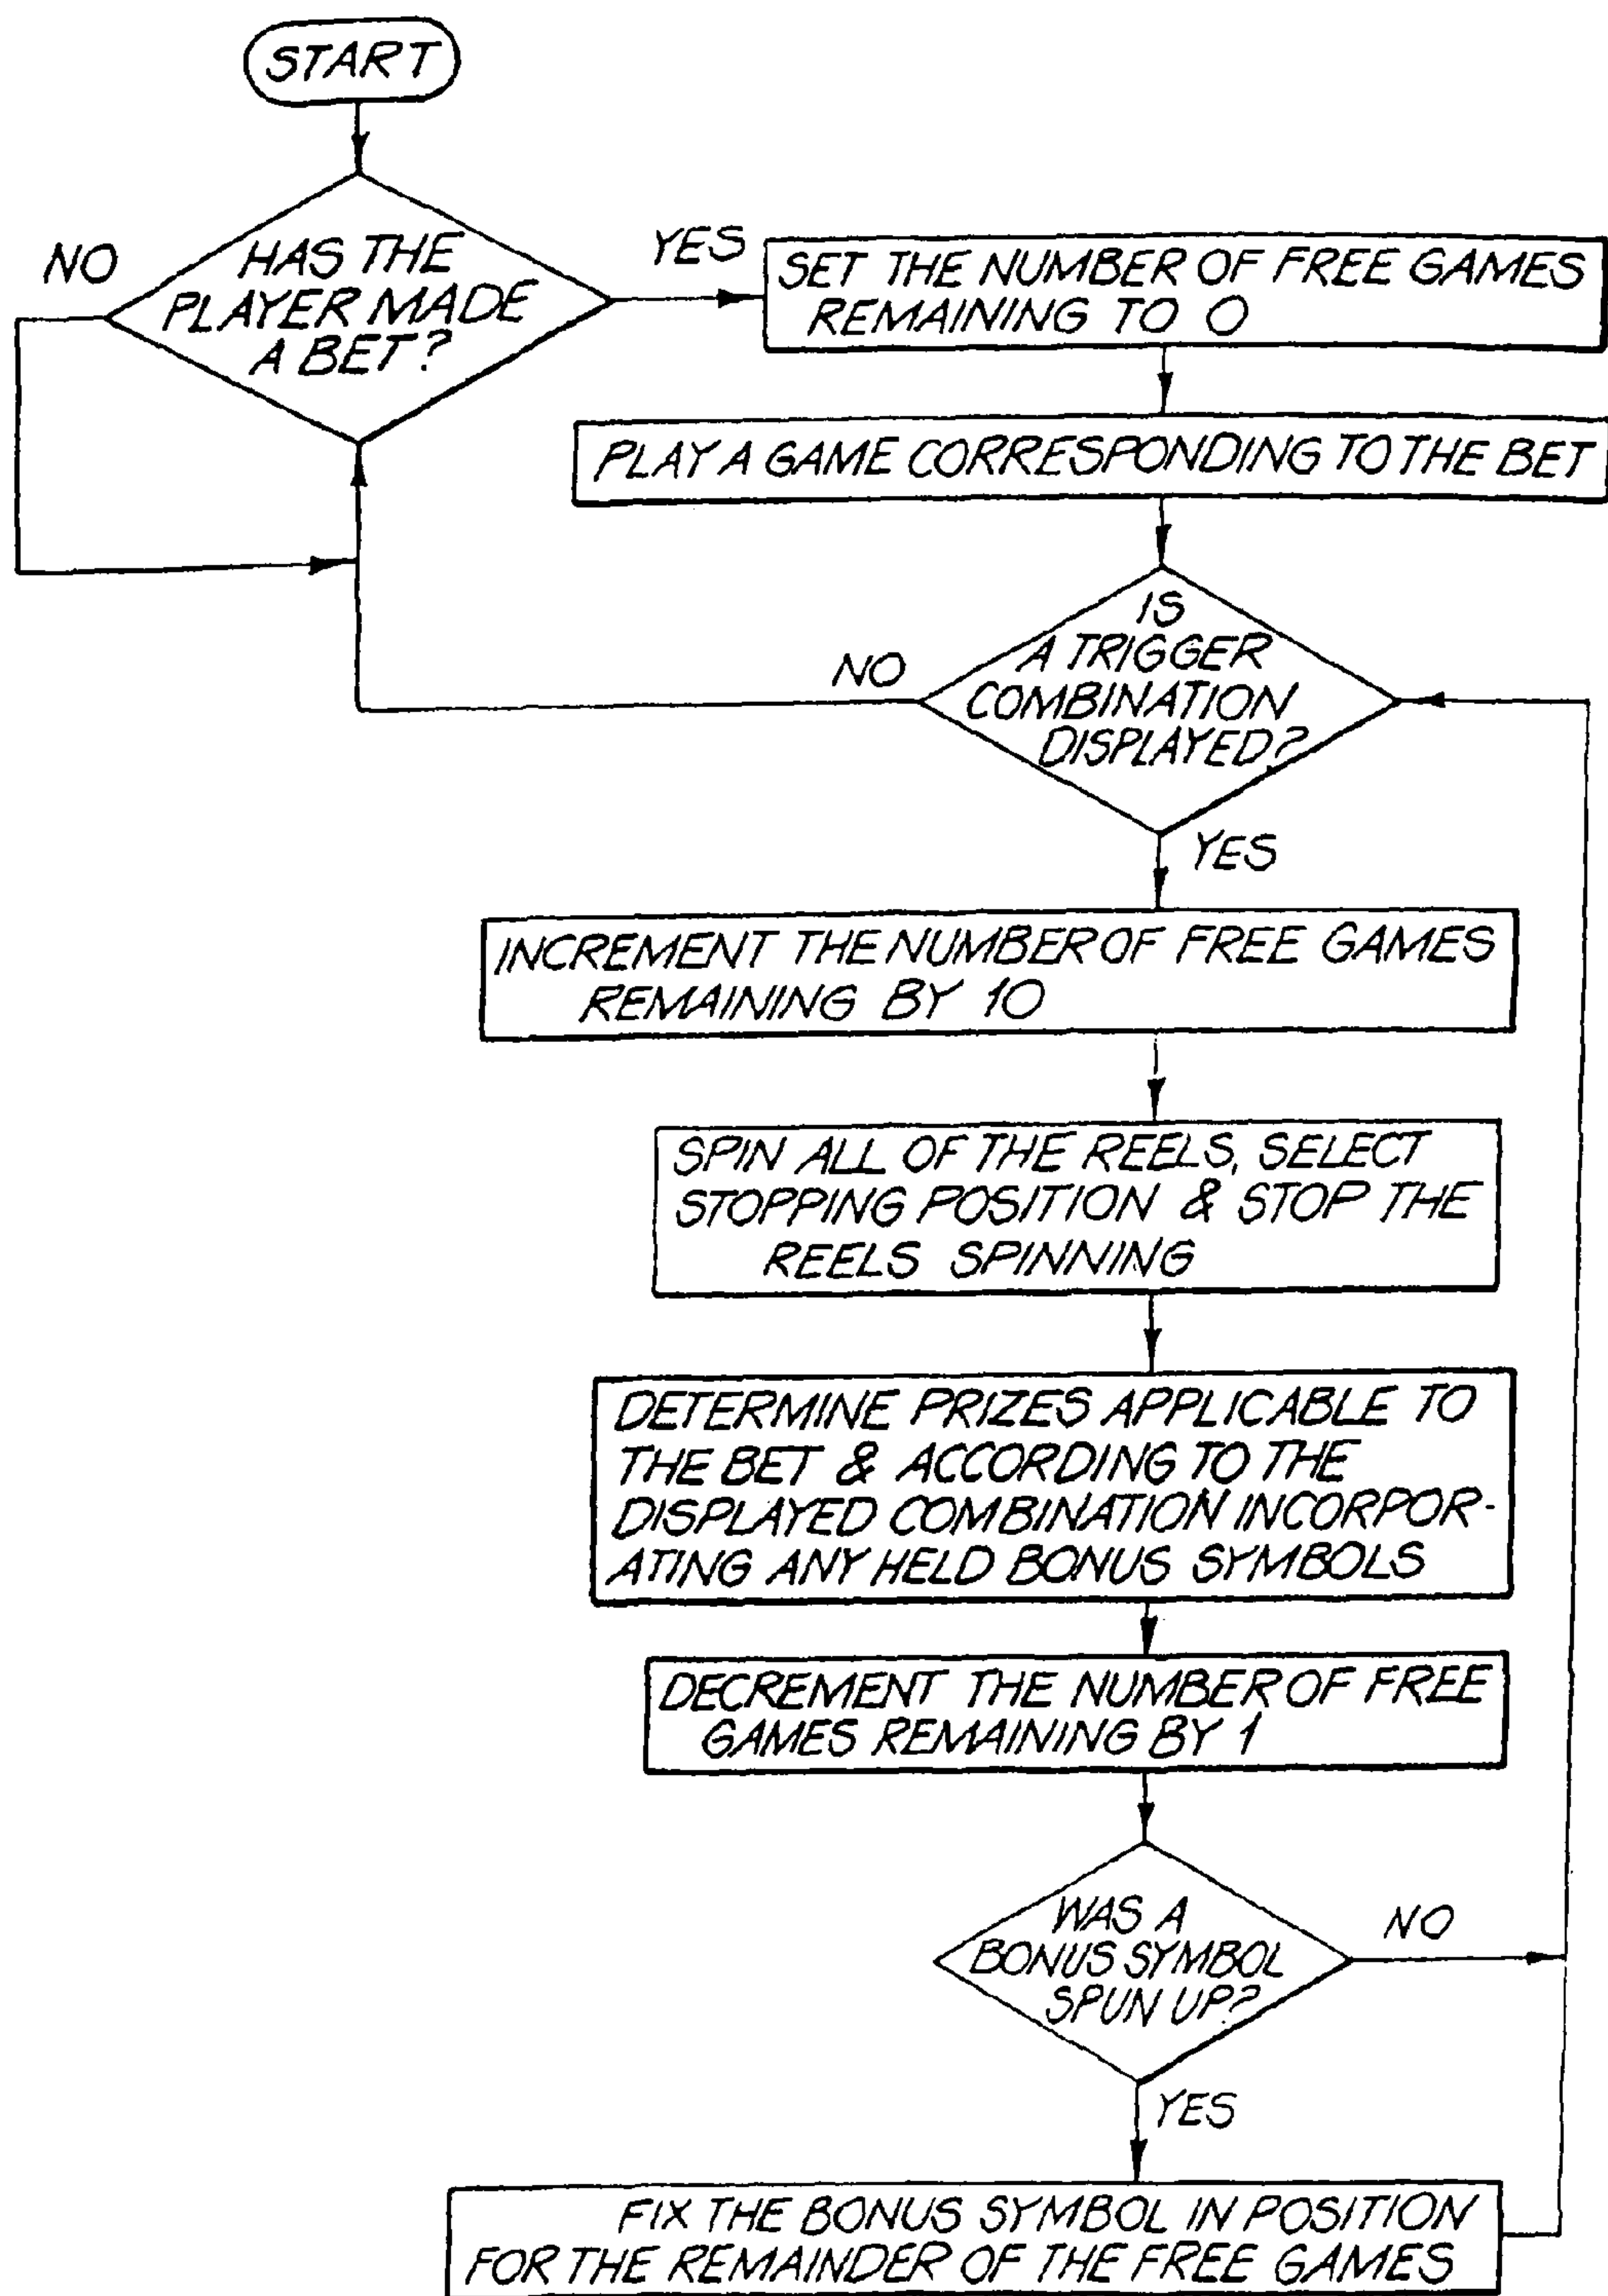 START
HAS THE
PLAYER MADE
A BET?
NO
YES
SET THE NUMBER OF FREE GAMES
REMAINING TO 0
PLAY A GAME CORRESPONDING TO THE BET
IS
A TRIGGER
COMBINATION
DISPLAYED?
NO
YES
INCREMENT THE NUMBER OF FREE GAMES
REMAINING BY 10
SPIN ALL OF THE REELS, SELECT
STOPPING POSITION & STOP THE
REELS SPINNING
DETERMINE PRIZES APPLICABLE TO
THE BET & ACCORDING TO THE
DISPLAYED COMBINATION INCORPOR-
ATING ANY HELD BONUS SYMBOLS
DECREMENT THE NUMBER OF FREE
GAMES REMAINING BY 1
WAS A
BONUS SYMBOL
SPUN UP?
NO
YES
FIX THE BONUS SYMBOL IN POSITION
FOR THE REMAINDER OF THE FREE GAMES